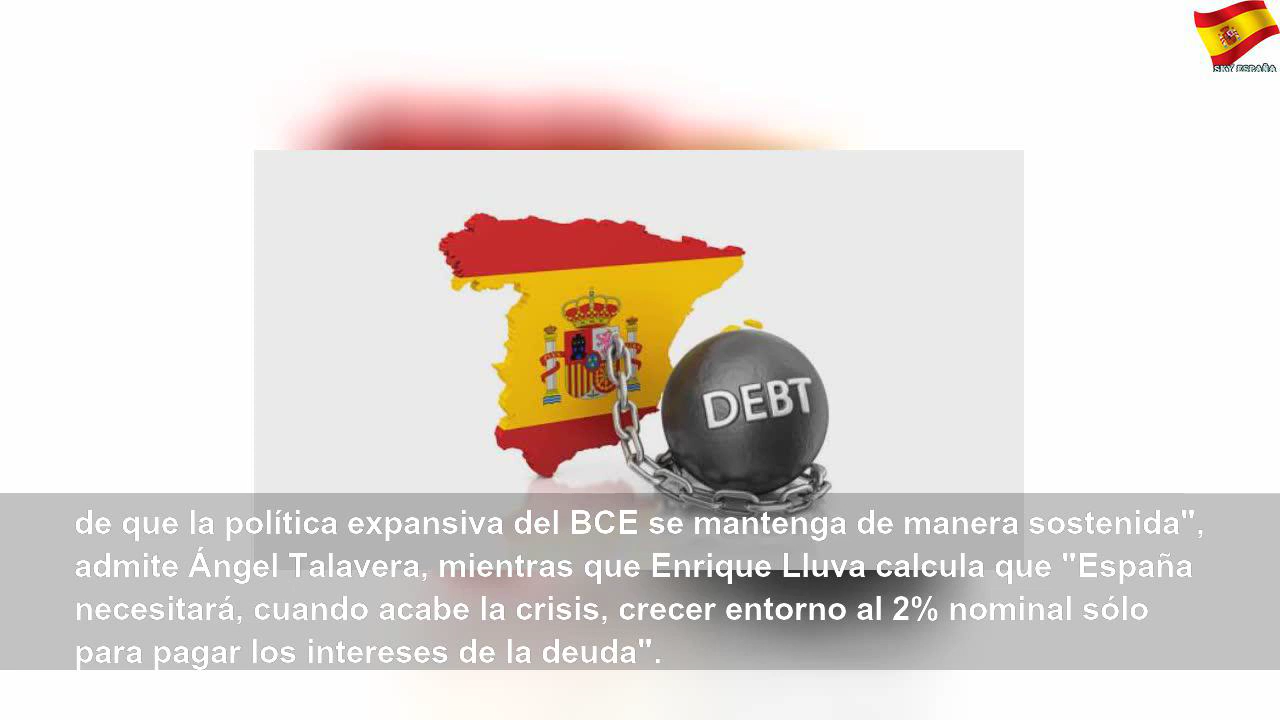 SKY ESPAÑA
DEBT
de que la política expansiva del BCE se mantenga de manera sostenida",
admite Ángel Talavera, mientras que Enrique Lluva calcula que "España
necesitará, cuando acabe la crisis, crecer entorno al 2% nominal sólo
para pagar los intereses de la deuda".